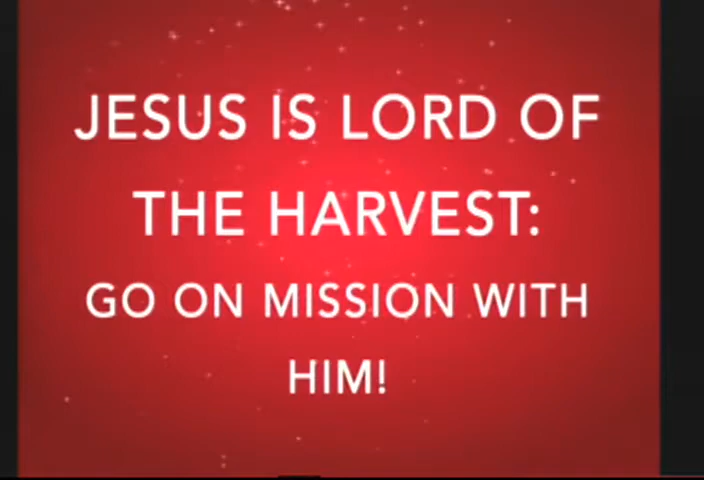 JESUS IS LORD OF
THE HARVEST:
GO ON MISSION WITH
HIM!